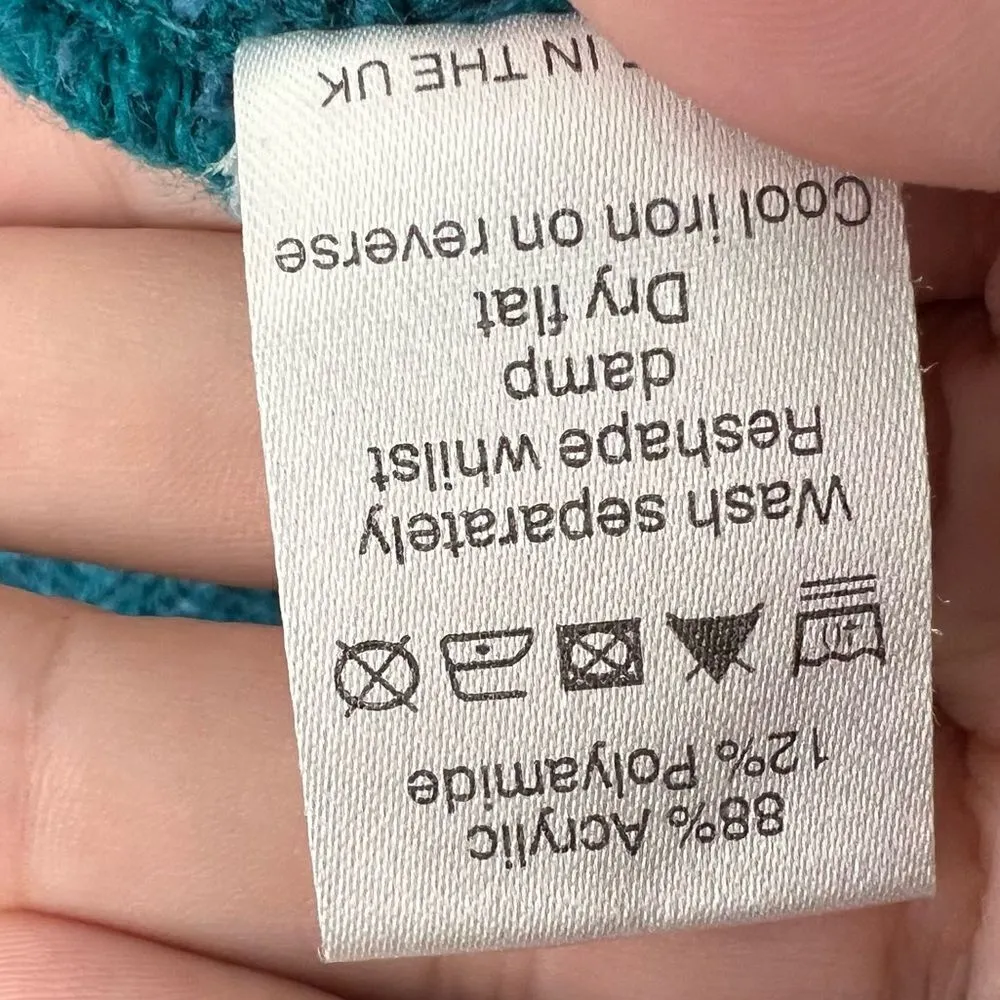 88% Acrylic
12% Polyamide
Wash separately
Reshape whilst
damp
Dry flat
Cool iron on reverse
IN THE UK